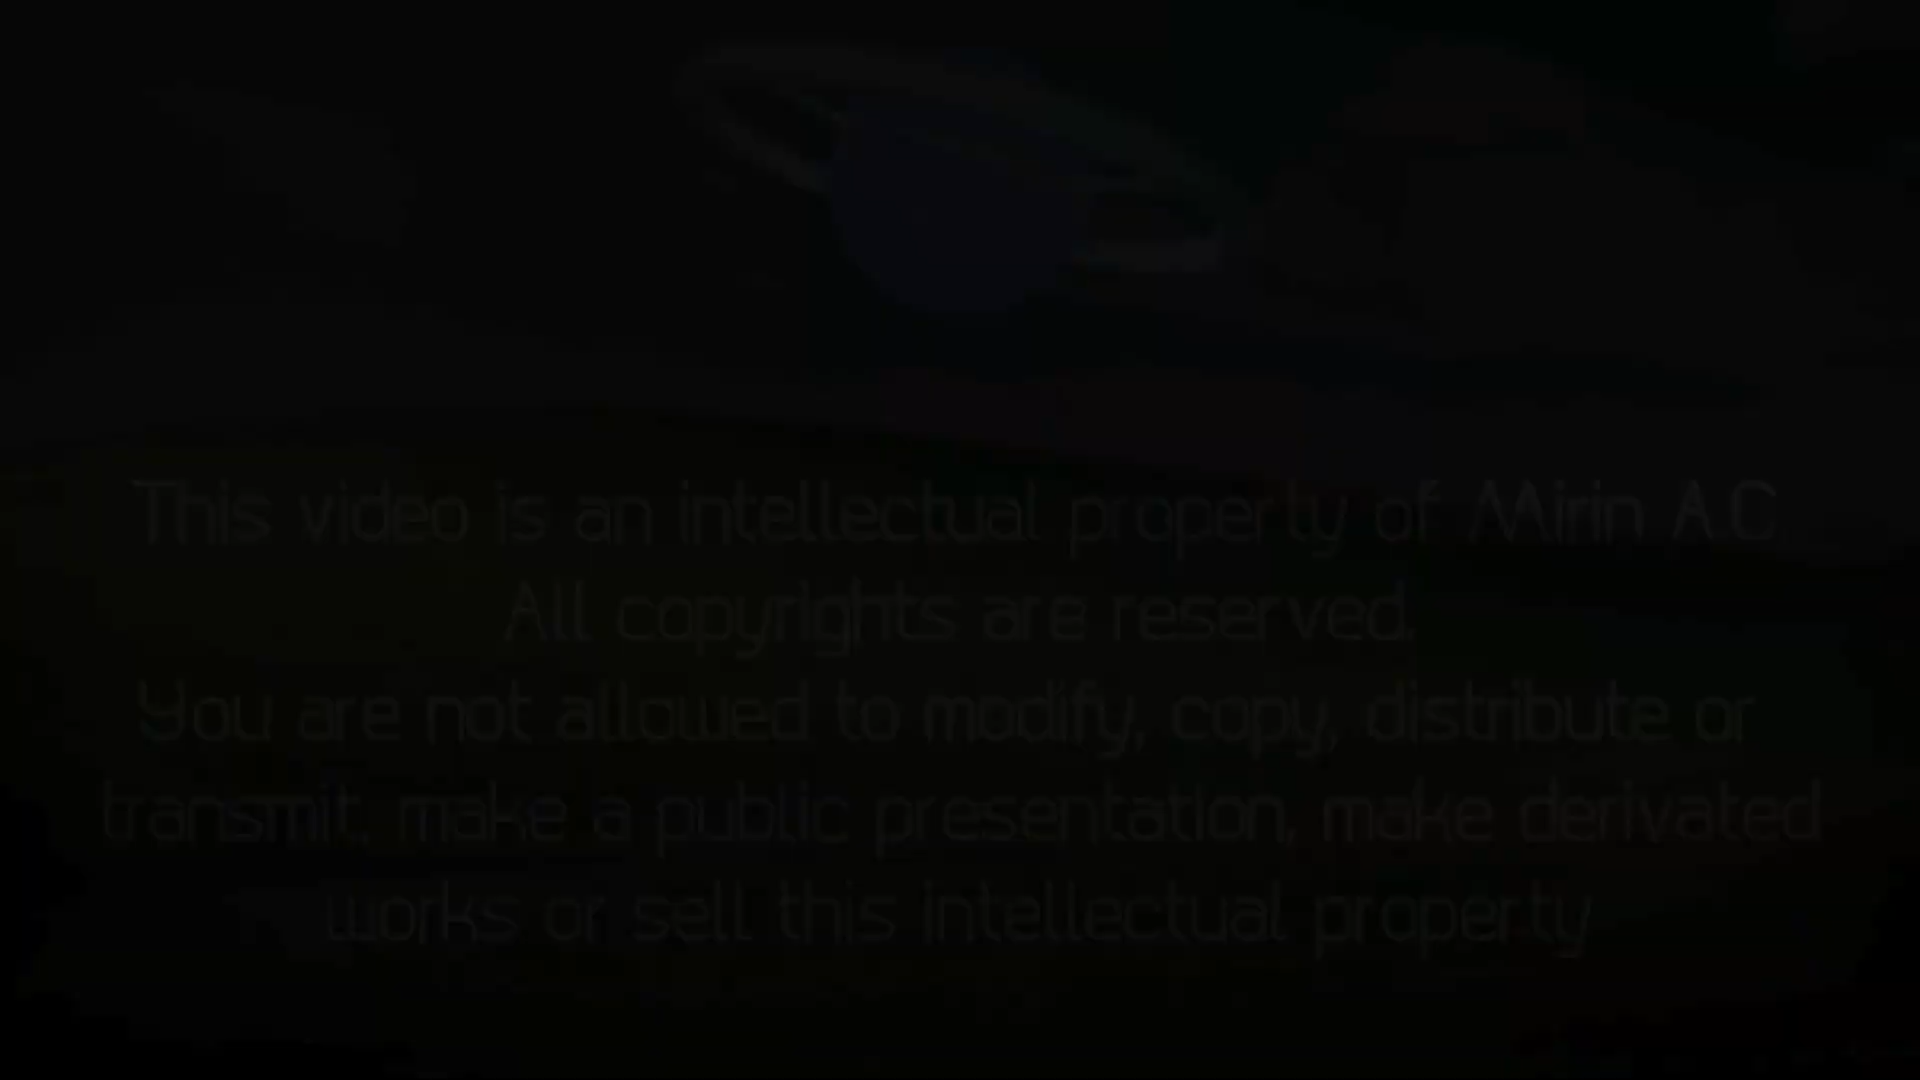 This video is an intellectual property of Mirin A.C.
All copyrights are reserved.
You are not allowed to modify, copy, distribute or
transmit, make a public presentation, make derivated
works or sell this intellectual property